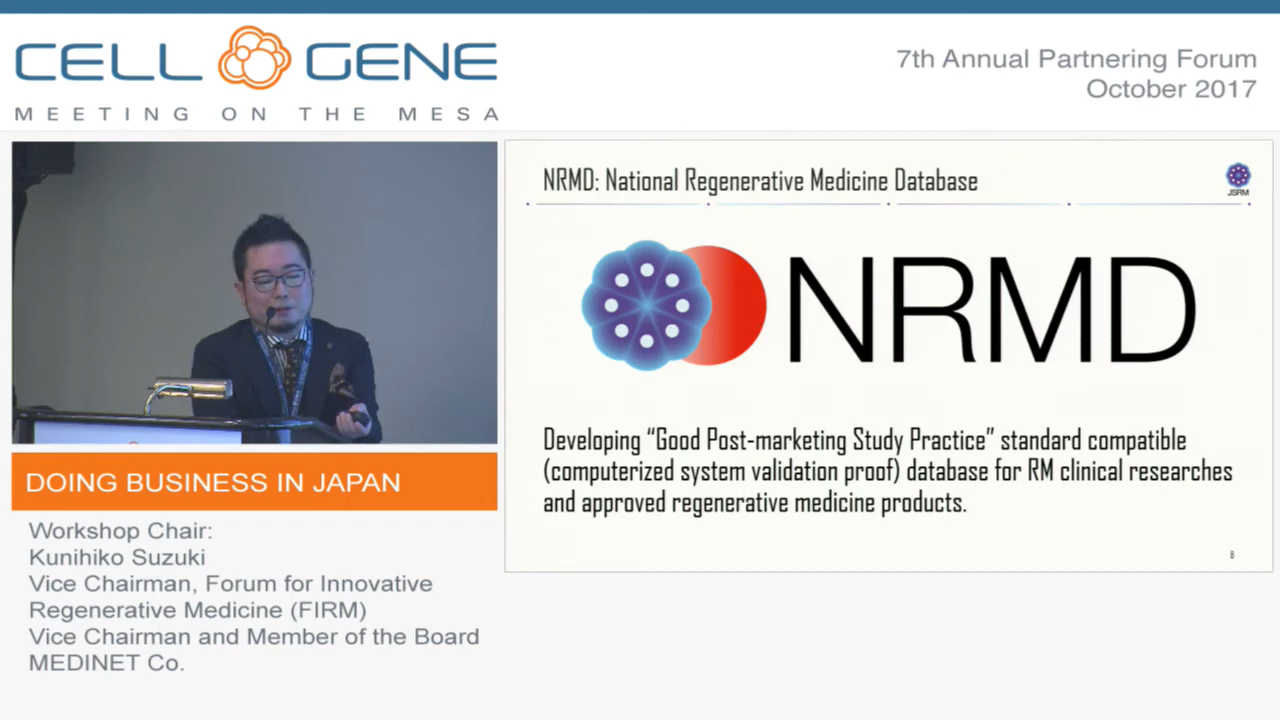 CELL GENE
MEETING ON THE MESA
7th Annual Partnering Forum
October 2017
NRMD: National Regenerative Medicine Database
JSRM
NRMD
Developing “Good Post-marketing Study Practice” standard compatible
(computerized system validation proof) database for RM clinical researches
and approved regenerative medicine products.
8
DOING BUSINESS IN JAPAN
Workshop Chair:
Kunihiko Suzuki
Vice Chairman, Forum for Innovative
Regenerative Medicine (FIRM)
Vice Chairman and Member of the Board
MEDINET Co.